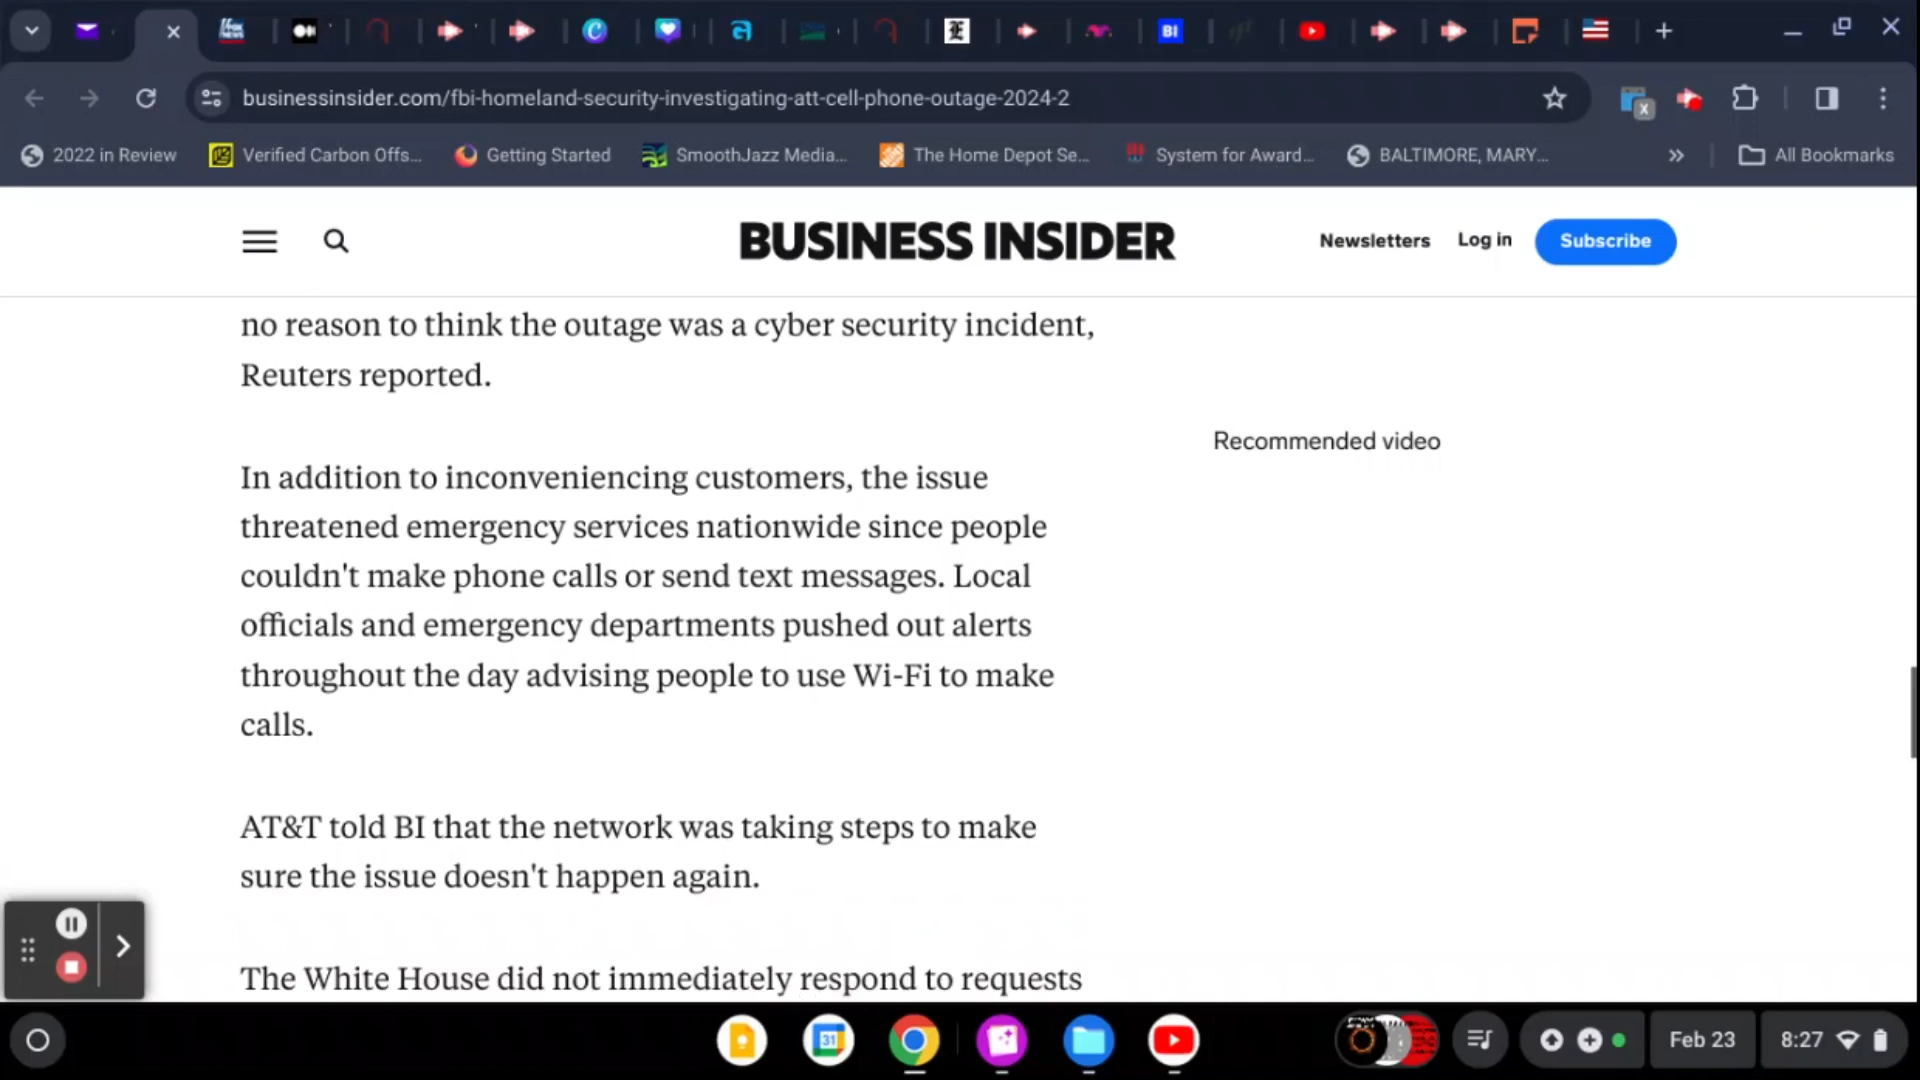 FOX NEWS
BI
businessinsider.com/fbi-homeland-security-investigating-att-cell-phone-outage-2024-2
X
2022 in Review
Verified Carbon Offs...
Getting Started
SmoothJazz Media...
The Home Depot Se...
System for Award...
BALTIMORE, MARY...
All Bookmarks
BUSINESS INSIDER
Newsletters
Log in
Subscribe
no reason to think the outage was a cyber security incident,
Reuters reported.
Recommended video
In addition to inconveniencing customers, the issue
threatened emergency services nationwide since people
couldn't make phone calls or send text messages. Local
officials and emergency departments pushed out alerts
throughout the day advising people to use Wi-Fi to make
calls.
AT&T told BI that the network was taking steps to make
sure the issue doesn't happen again.
The White House did not immediately respond to requests
31
Feb 23
8:27